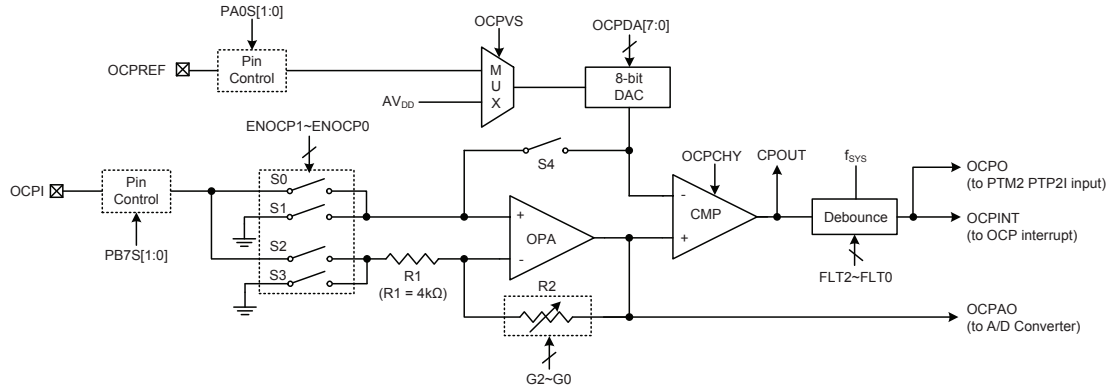 PA0S[1:0]
OCPVS
OCPDA[7:0]
OCPREF
Pin
Control
M
U
X
8-bit
DAC
AVDD
ENOCP1~ENOCP0
S4
OCPCHY
CPOUT
fSYS
OCPO
(to PTM2 PTP2I input)
OCPI
Pin
Control
S0
S1
+
OPA
-
-
CMP
+
Debounce
OCPINT
(to OCP interrupt)
PB7S[1:0]
S2
S3
R1
(R1 = 4kΩ)
R2
FLT2~FLT0
OCPAO
(to A/D Converter)
G2~G0